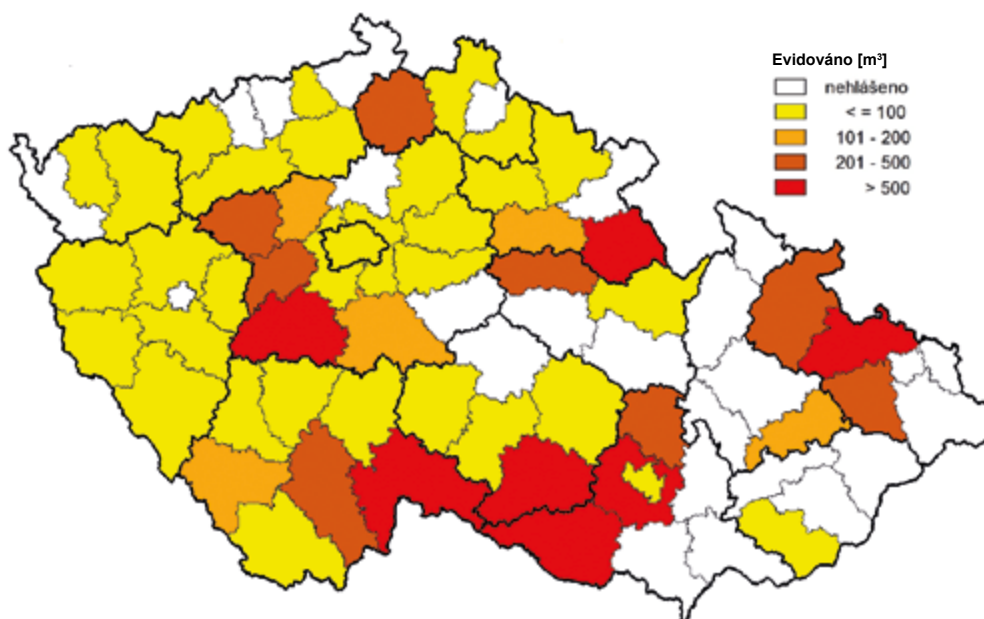 Evidováno [m³]
nehlášeno
< = 100
101 - 200
201 - 500
> 500